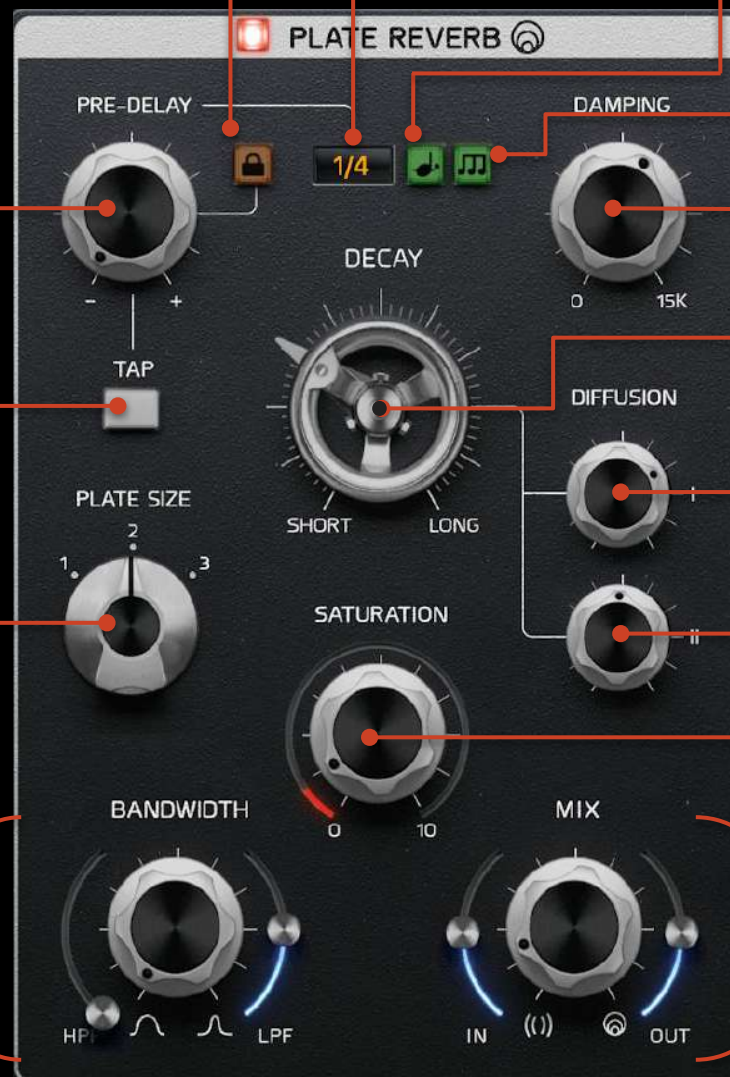 PLATE REVERB
PRE-DELAY
DAMPING
1/4
DECAY
- +
0 15K
TAP
DIFFUSION
PLATE SIZE
I
SHORT LONG
2
1 3
SATURATION
II
BANDWIDTH
MIX
0 10
HPF LPF
IN OUT